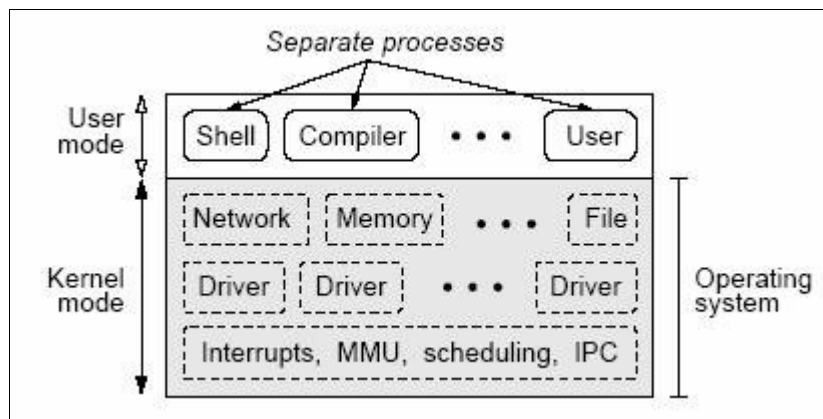 Separate processes
User
mode
Shell Compiler • • • User
Network Memory • • • File
Kernel
mode
Driver Driver • • • Driver
Operating
system
Interrupts, MMU, scheduling, IPC